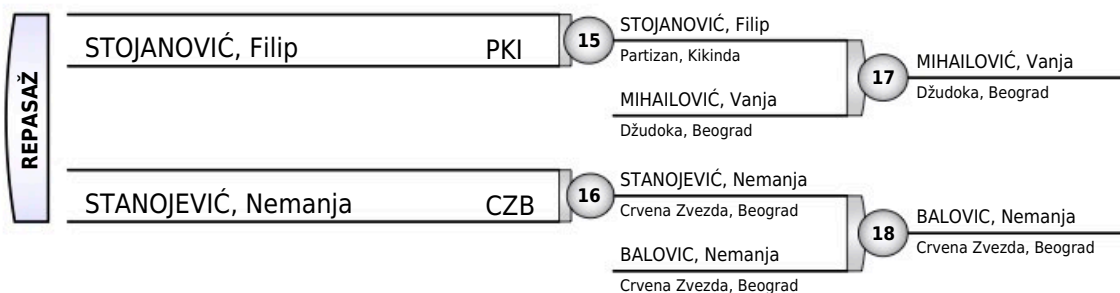 REPASAŽ
STOJANOVIĆ, Filip PKI
15
STOJANOVIĆ, Filip
Partizan, Kikinda
MIHAILOVIĆ, Vanja
Džudoka, Beograd
17
MIHAILOVIĆ, Vanja
Džudoka, Beograd
STANOJEVIĆ, Nemanja CZB
16
STANOJEVIĆ, Nemanja
Crvena Zvezda, Beograd
BALOVIC, Nemanja
Crvena Zvezda, Beograd
18
BALOVIC, Nemanja
Crvena Zvezda, Beograd